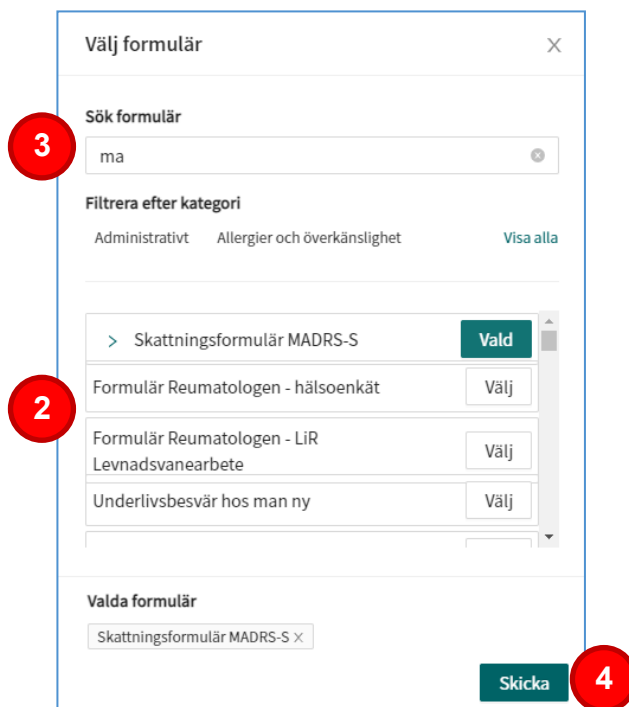 Välj formulär
Sök formulär
3
ma
Filtrera efter kategori
Administrativt Allergier och överkänslighet Visa alla
Skattningsformulär MADRS-S Vald
Formulär Reumatologen - hälsoenkät Välj
2
Formulär Reumatologen - LiR
Levnadsvanearbete Välj
Underlivsbesvär hos man ny Välj
Valda formulär
Skattningsformulär MADRS-S
Skicka 4